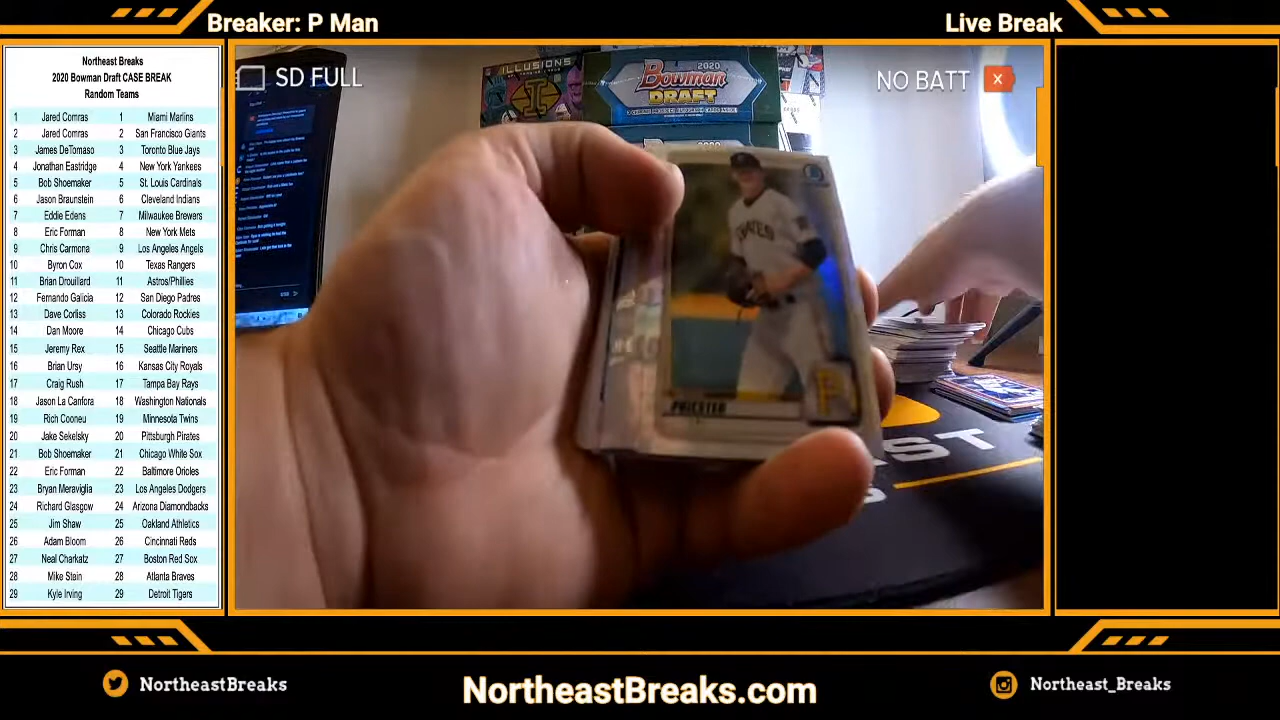 Breaker: P Man
Live Break
Northeast Breaks
2020 Bowman Draft CASE BREAK
Random Teams
1 Jared Comras 1 Miami Marlins
2 Jared Comras 2 San Francisco Giants
3 James DeTomaso 3 Toronto Blue Jays
4 Jonathan Eastridge 4 New York Yankees
5 Bob Shoemaker 5 St. Louis Cardinals
6 Jason Braunstein 6 Cleveland Indians
7 Eddie Edens 7 Milwaukee Brewers
8 Eric Forman 8 New York Mets
9 Chris Carmona 9 Los Angeles Angels
10 Byron Cox 10 Texas Rangers
11 Brian Drouillard 11 Astros/Phillies
12 Fernando Galicia 12 San Diego Padres
13 Dave Corliss 13 Colorado Rockies
14 Dan Moore 14 Chicago Cubs
15 Jeremy Rex 15 Seattle Mariners
16 Brian Ursy 16 Kansas City Royals
17 Craig Rush 17 Tampa Bay Rays
18 Jason La Canfora 18 Washington Nationals
19 Rich Cooneu 19 Minnesota Twins
20 Jake Sekelsky 20 Pittsburgh Pirates
21 Bob Shoemaker 21 Chicago White Sox
22 Eric Forman 22 Baltimore Orioles
23 Bryan Meraviglia 23 Los Angeles Dodgers
24 Richard Glasgow 24 Arizona Diamondbacks
25 Jim Shaw 25 Oakland Athletics
26 Adam Bloom 26 Cincinnati Reds
27 Neal Charkatz 27 Boston Red Sox
28 Mike Stein 28 Atlanta Braves
29 Kyle Irving 29 Detroit Tigers
SD FULL
NO BATT
ILLUSIONS
2020
Bowman
DRAFT
PRIESTER
P
NortheastBreaks
NortheastBreaks.com
Northeast_Breaks